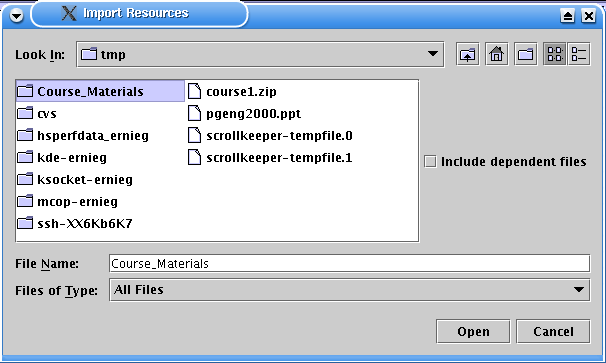 Import Resources
Look In: tmp
Course_Materials
cvs
hsperfdata_ernieg
kde-ernieg
ksocket-ernieg
mcop-ernieg
ssh-XX6Kb6K7
course1.zip
pgeng2000.ppt
scrollkeeper-tempfile.0
scrollkeeper-tempfile.1
Include dependent files
File Name: Course_Materials
Files of Type: All Files
Open Cancel